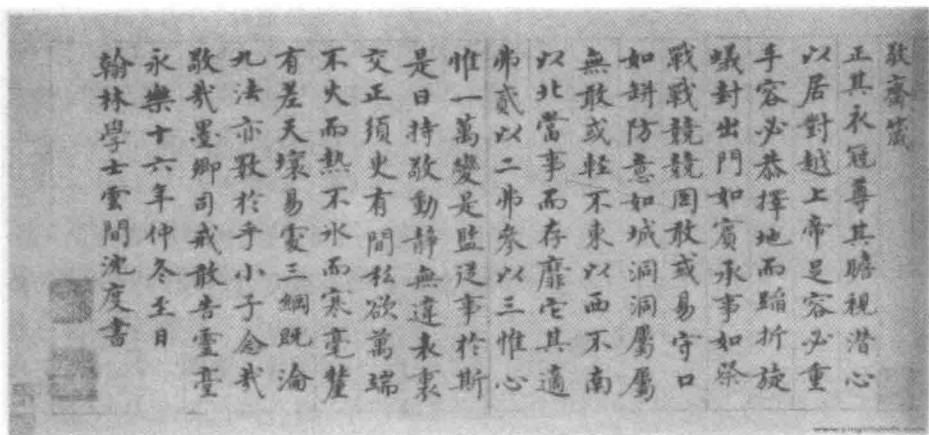 敬齋箴
正其衣冠尊其瞻視潜心
以居對越上帝足容必重
手容必恭擇地而蹈折旋
蟻封出門如賓承事如祭
戰戰兢兢罔敢或易守口
如缾防意如城洞洞屬屬
無敢或輕不東以西不南
以北當事而存靡它其適
弗貳以二弗參以三惟心
惟一萬變是監從事於斯
是日持敬動静無違表裏
交正須臾有間私欲萬端
不火而熱不冰而寒毫釐
有差天壤易處三綱既淪
九法亦斁於乎小子念哉
敬哉墨卿司戒敢告靈臺
永樂十六年仲冬至日
翰林學士雲間沈度書